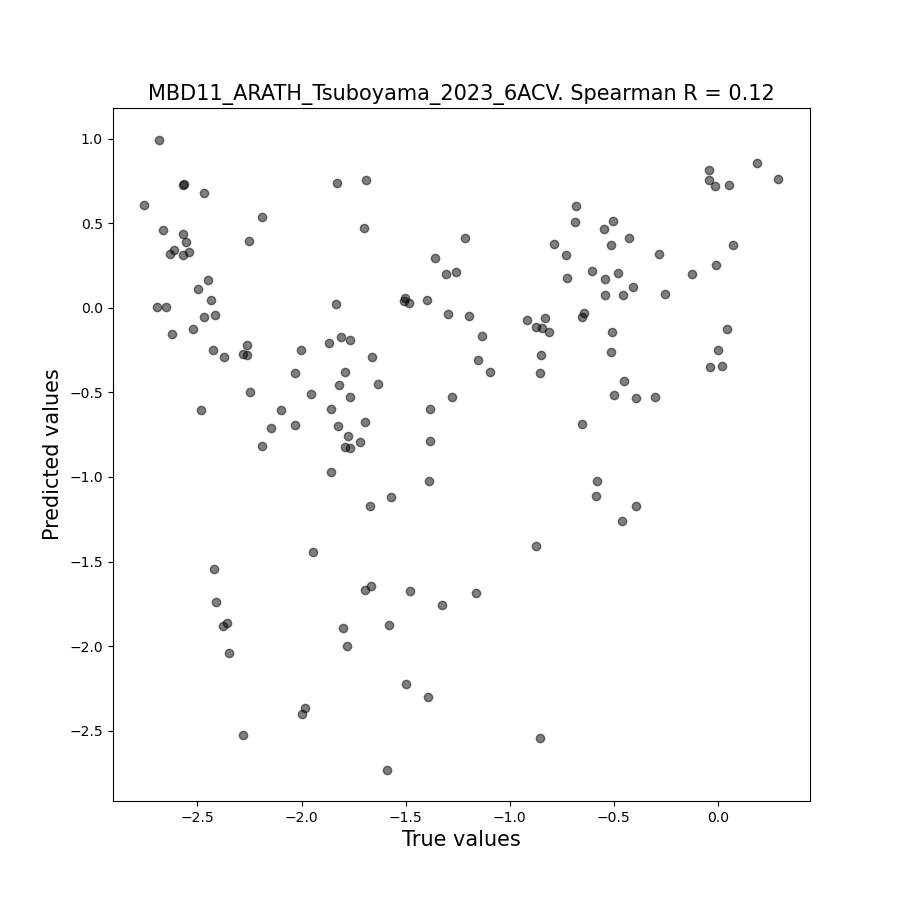 MBD11_ARATH_Tsuboyama_2023_6ACV. Spearman R = 0.12
1.0
0.5
0.0
−0.5
−1.0
−1.5
−2.0
−2.5
Predicted values
−2.5 −2.0 −1.5 −1.0 −0.5 0.0
True values